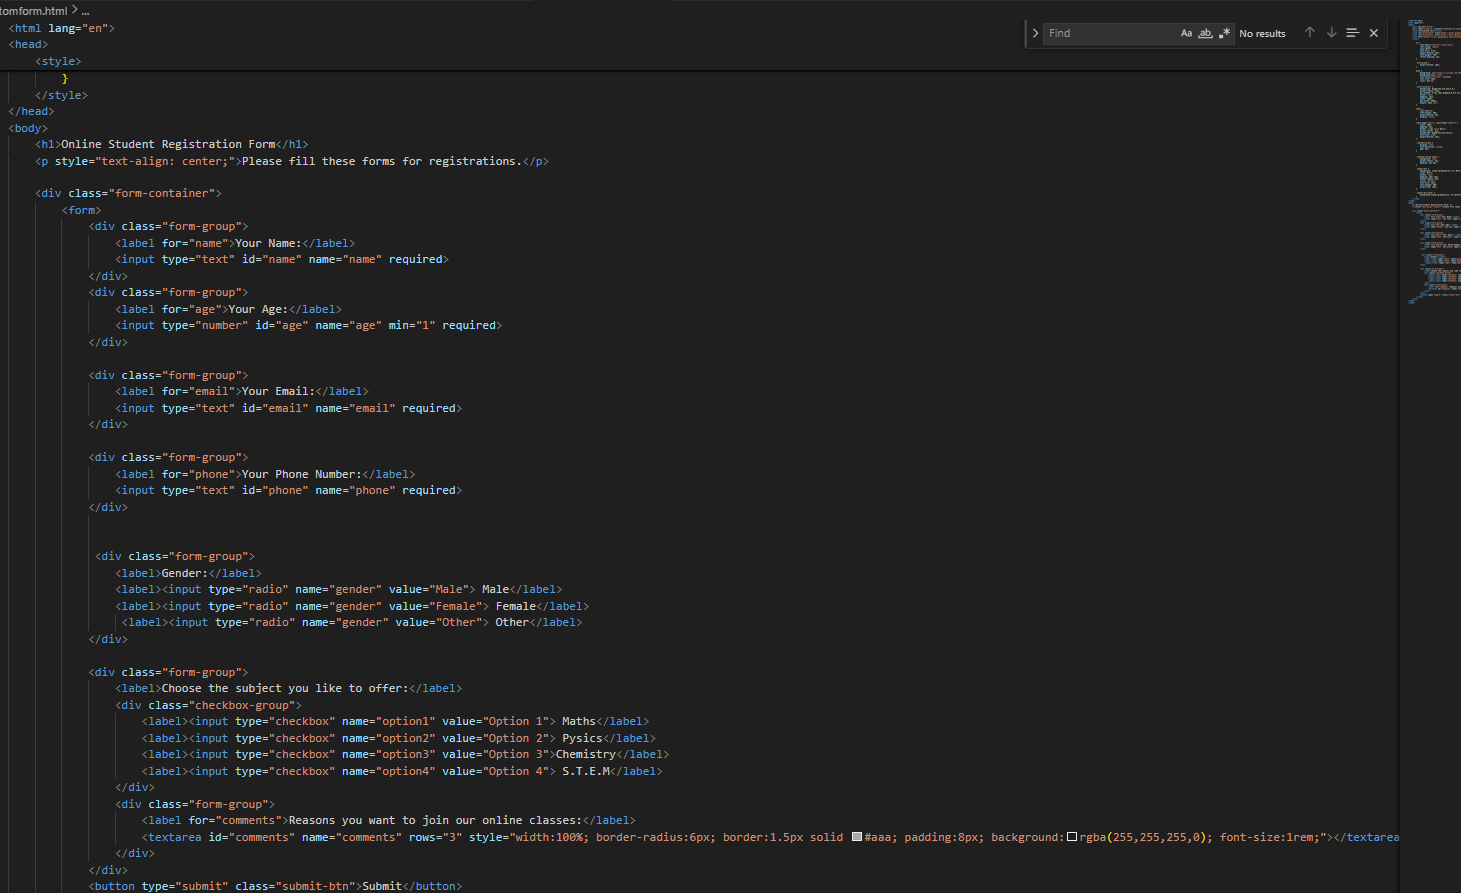 tomform.html > ...
<html lang="en">
<head>
<style>
}
</style>
</head>
<body>
<h1>Online Student Registration Form</h1>
<p style="text-align: center;">Please fill these forms for registrations.</p>
<div class="form-container">
<form>
<div class="form-group">
<label for="name">Your Name:</label>
<input type="text" id="name" name="name" required>
</div>
<div class="form-group">
<label for="age">Your Age:</label>
<input type="number" id="age" name="age" min="1" required>
</div>
<div class="form-group">
<label for="email">Your Email:</label>
<input type="text" id="email" name="email" required>
</div>
<div class="form-group">
<label for="phone">Your Phone Number:</label>
<input type="text" id="phone" name="phone" required>
</div>
<div class="form-group">
<label>Gender:</label>
<label><input type="radio" name="gender" value="Male"> Male</label>
<label><input type="radio" name="gender" value="Female"> Female</label>
<label><input type="radio" name="gender" value="Other"> Other</label>
</div>
<div class="form-group">
<label>Choose the subject you like to offer:</label>
<div class="checkbox-group">
<label><input type="checkbox" name="option1" value="Option 1"> Maths</label>
<label><input type="checkbox" name="option2" value="Option 2"> Pysics</label>
<label><input type="checkbox" name="option3" value="Option 3">Chemistry</label>
<label><input type="checkbox" name="option4" value="Option 4"> S.T.E.M</label>
</div>
<div class="form-group">
<label for="comments">Reasons you want to join our online classes:</label>
<textarea id="comments" name="comments" rows="3" style="width:100%; border-radius:6px; border:1.5px solid #aaa; padding:8px; background:rgba(255,255,255,0); font-size:1rem;"></textarea
</div>
</div>
<button type="submit" class="submit-btn">Submit</button>
Find Aa ab .* No results